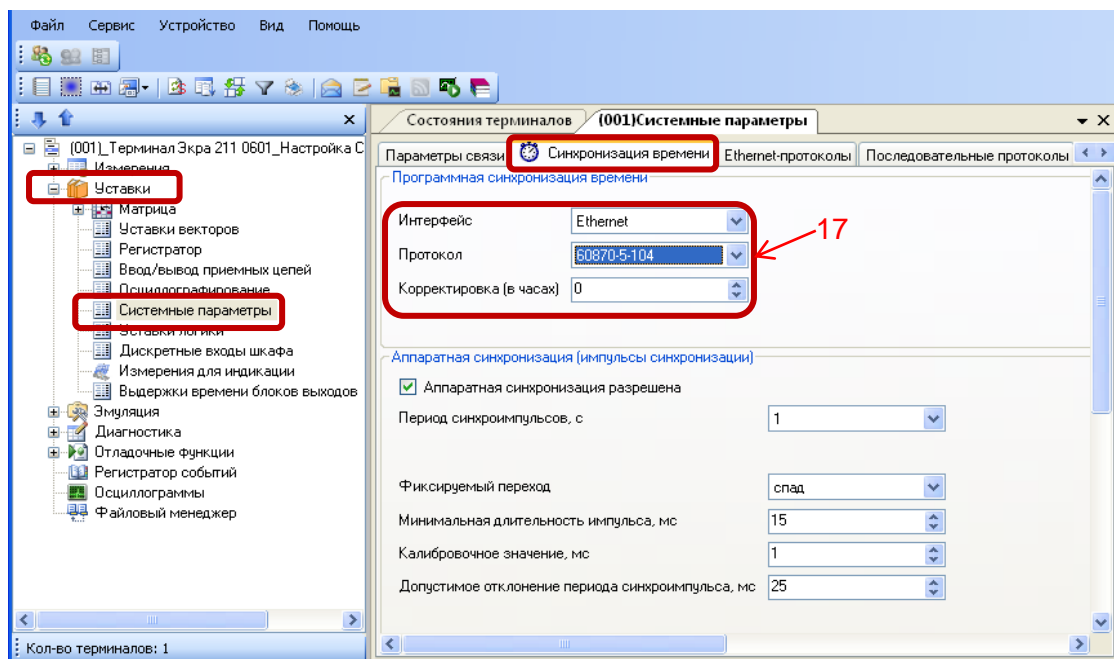 Файл Сервис Устройство Вид Помощь
Состояния терминалов (001)Системные параметры
(001)_Терминал Экра 211 0601_Настройка С
Измерения
Уставки
Матрица
Уставки векторов
Регистратор
Ввод/вывод приемных цепей
Осциллографирование
Системные параметры
Уставки логики
Дискретные входы шкафа
Измерения для индикации
Выдержки времени блоков выходов
Эмуляция
Диагностика
Отладочные функции
Регистратор событий
Осциллограммы
Файловый менеджер
Кол-во терминалов: 1
Параметры связи Синхронизация времени Ethernet-протоколы Последовательные протоколы
Программная синхронизация времени
Интерфейс Ethernet
Протокол 60870-5-104
Корректировка (в часах) 0
17
Аппаратная синхронизация (импульсы синхронизации)
Аппаратная синхронизация разрешена
Период синхроимпульсов, с 1
Фиксируемый переход спад
Минимальная длительность импульса, мс 15
Калибровочное значение, мс 1
Допустимое отклонение периода синхроимпульса, мс 25